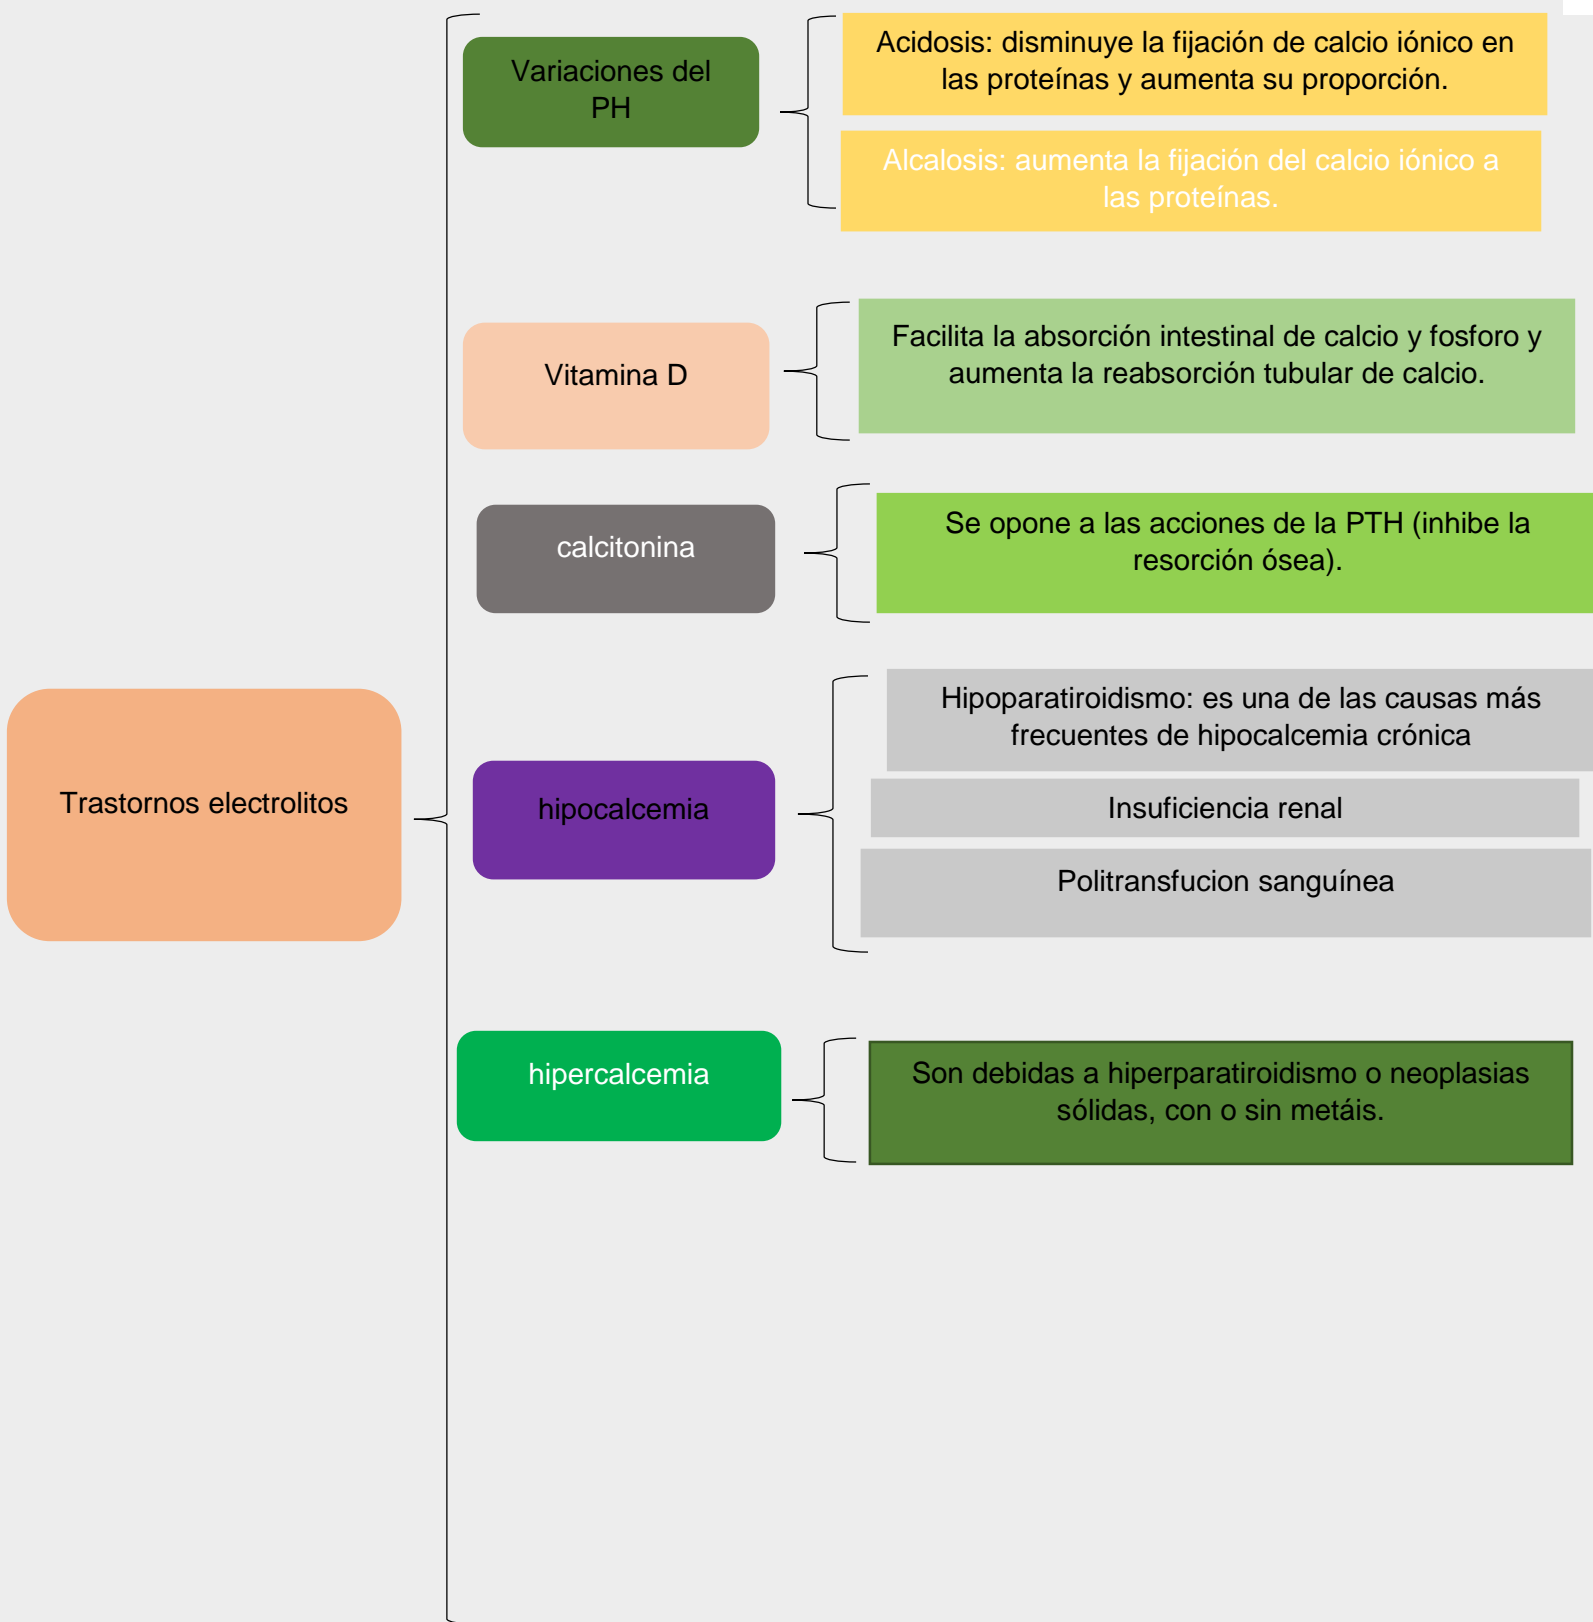 Variaciones del
PH
Acidosis: disminuye la fijación de calcio iónico en
las proteínas y aumenta su proporción.
Alcalosis: aumenta la fijación del calcio iónico a
las proteínas.
Vitamina D
Facilita la absorción intestinal de calcio y fosforo y
aumenta la reabsorción tubular de calcio.
calcitonina
Se opone a las acciones de la PTH (inhibe la
resorción ósea).
Trastornos electrolitos
hipocalcemia
Hipoparatiroidismo: es una de las causas más
frecuentes de hipocalcemia crónica
Insuficiencia renal
Politransfucion sanguínea
hipercalcemia
Son debidas a hiperparatiroidismo o neoplasias
sólidas, con o sin metáis.